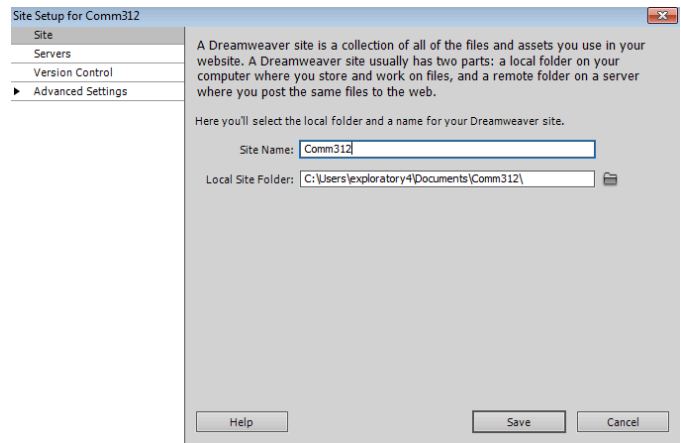 Site Setup for Comm312
Site
Servers
Version Control
Advanced Settings
A Dreamweaver site is a collection of all of the files and assets you use in your
website. A Dreamweaver site usually has two parts: a local folder on your
computer where you store and work on files, and a remote folder on a server
where you post the same files to the web.
Here you'll select the local folder and a name for your Dreamweaver site.
Site Name: Comm312
Local Site Folder: C:\Users\exploratory4\Documents\Comm312\
Help Save Cancel